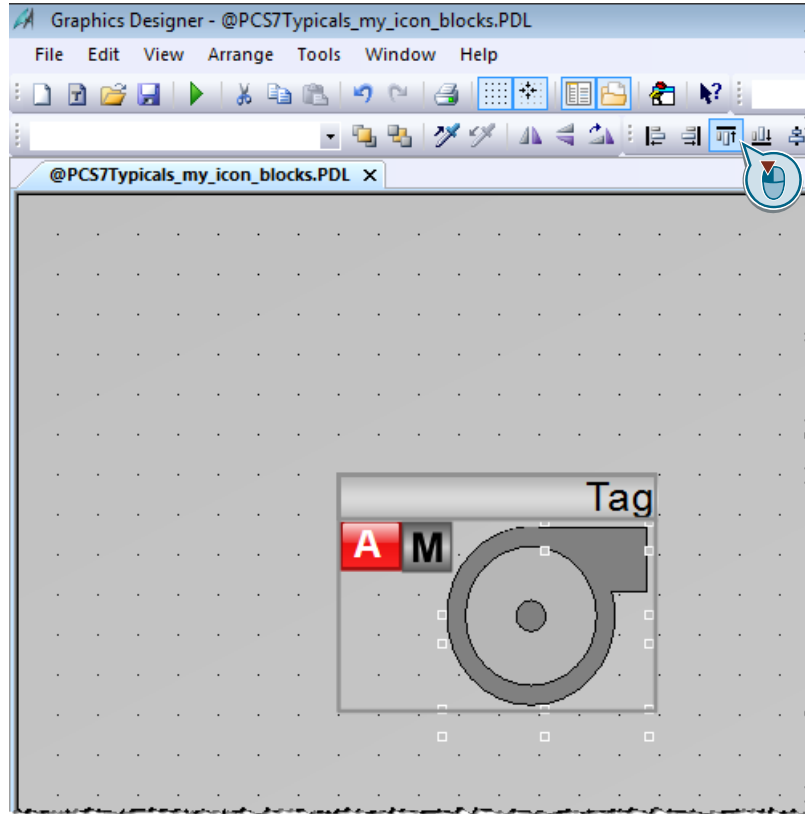 Graphics Designer - @PCS7Typicals_my_icon_blocks.PDL
File Edit View Arrange Tools Window Help
@PCS7Typicals_my_icon_blocks.PDL X
Tag
A M